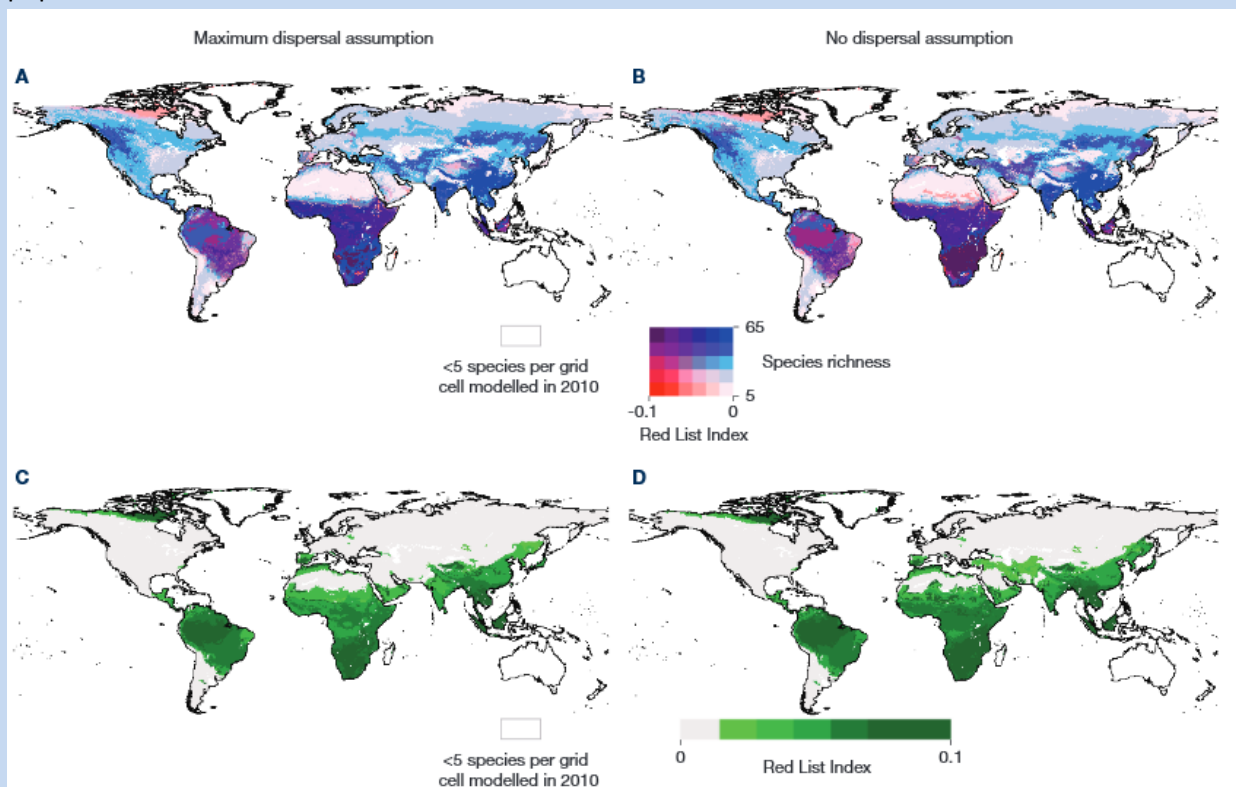 Maximum dispersal assumption
No dispersal assumption
A
B
<5 species per grid
cell modelled in 2010
65
Species richness
5
-0.1
0
Red List Index
C
D
<5 species per grid
cell modelled in 2010
0
0.1
Red List Index